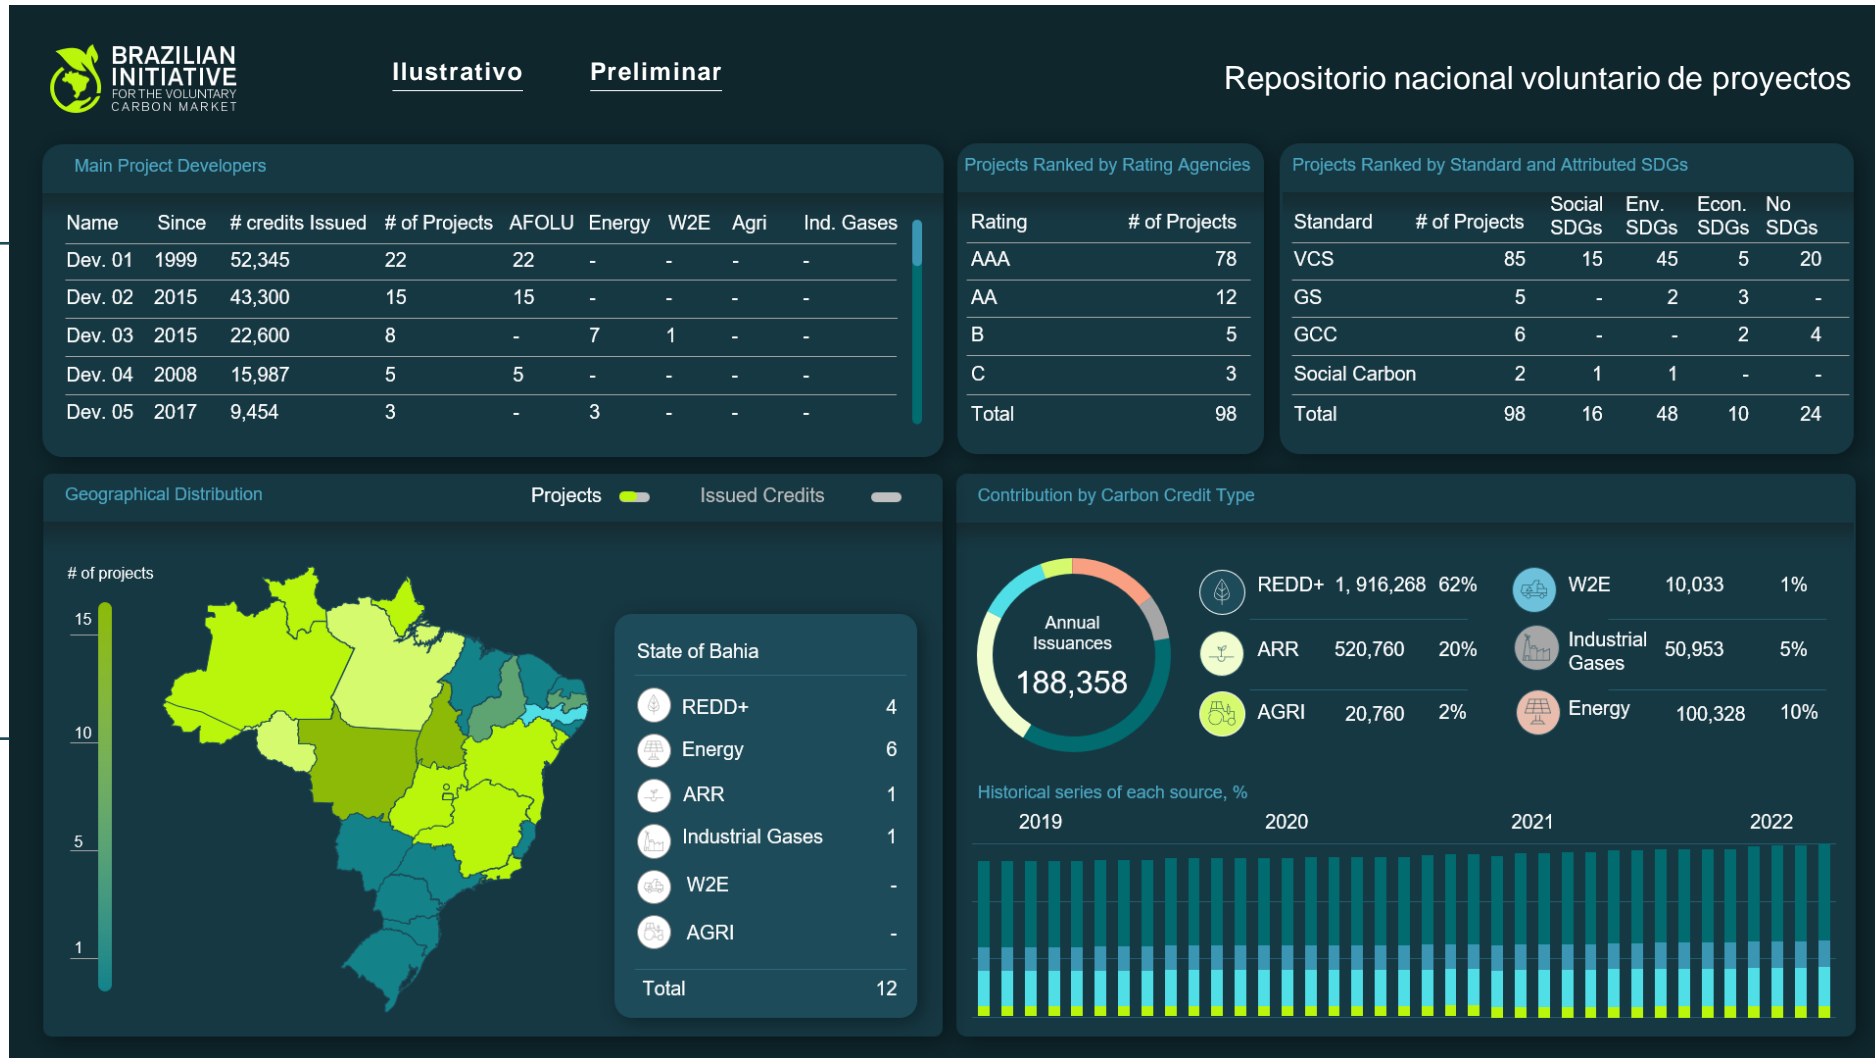 BRAZILIAN
INITIATIVE
FOR THE VOLUNTARY
CARBON MARKET
Ilustrativo
Preliminar
Repositorio nacional voluntario de proyectos
Main Project Developers
Name Since # credits Issued # of Projects AFOLU Energy W2E Agri Ind. Gases
Dev. 01 1999 52,345 22 22 - - - -
Dev. 02 2015 43,300 15 15 - - - -
Dev. 03 2015 22,600 8 - 7 1 - -
Dev. 04 2008 15,987 5 5 - - - -
Dev. 05 2017 9,454 3 - 3 - - -
Projects Ranked by Rating Agencies
Rating # of Projects
AAA 78
AA 12
B 5
C 3
Total 98
Projects Ranked by Standard and Attributed SDGs
Standard # of Projects Social SDGs Env. SDGs Econ. SDGs No SDGs
VCS 85 15 45 5 20
GS 5 - 2 3 -
GCC 6 - - 2 4
Social Carbon 2 1 1 - -
Total 98 16 48 10 24
Geographical Distribution
Projects
Issued Credits
# of projects
15
10
5
1
State of Bahia
REDD+ 4
Energy 6
ARR 1
Industrial Gases 1
W2E -
AGRI -
Total 12
Contribution by Carbon Credit Type
Annual
Issuances
188,358
REDD+ 1, 916,268 62%
ARR 520,760 20%
AGRI 20,760 2%
W2E 10,033 1%
Industrial
Gases 50,953 5%
Energy 100,328 10%
Historical series of each source, %
2019 2020 2021 2022